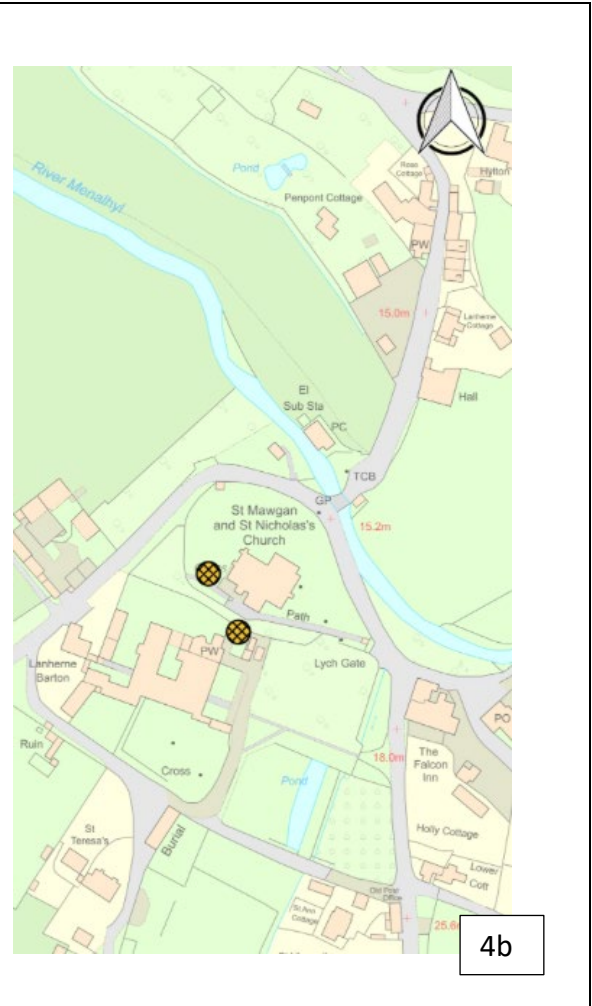 River Menalhyl
Pond
Penpont Cottage
Rose
Cottage
Hylton
PW
15.0m
Lanherne
Cottage
Hall
El
Sub Sta
PC
TCB
GP
15.2m
St Mawgan
and St Nicholas's
Church
Path
PW
Lych Gate
Lanherne
Barton
Ruin
Cross
Pond
18.0m
The
Falcon
Inn
PO
Holly Cottage
St
Teresa's
Burial
Lower
Cott
Old Post
Office
St Ann
Cottage
25.6m
4b